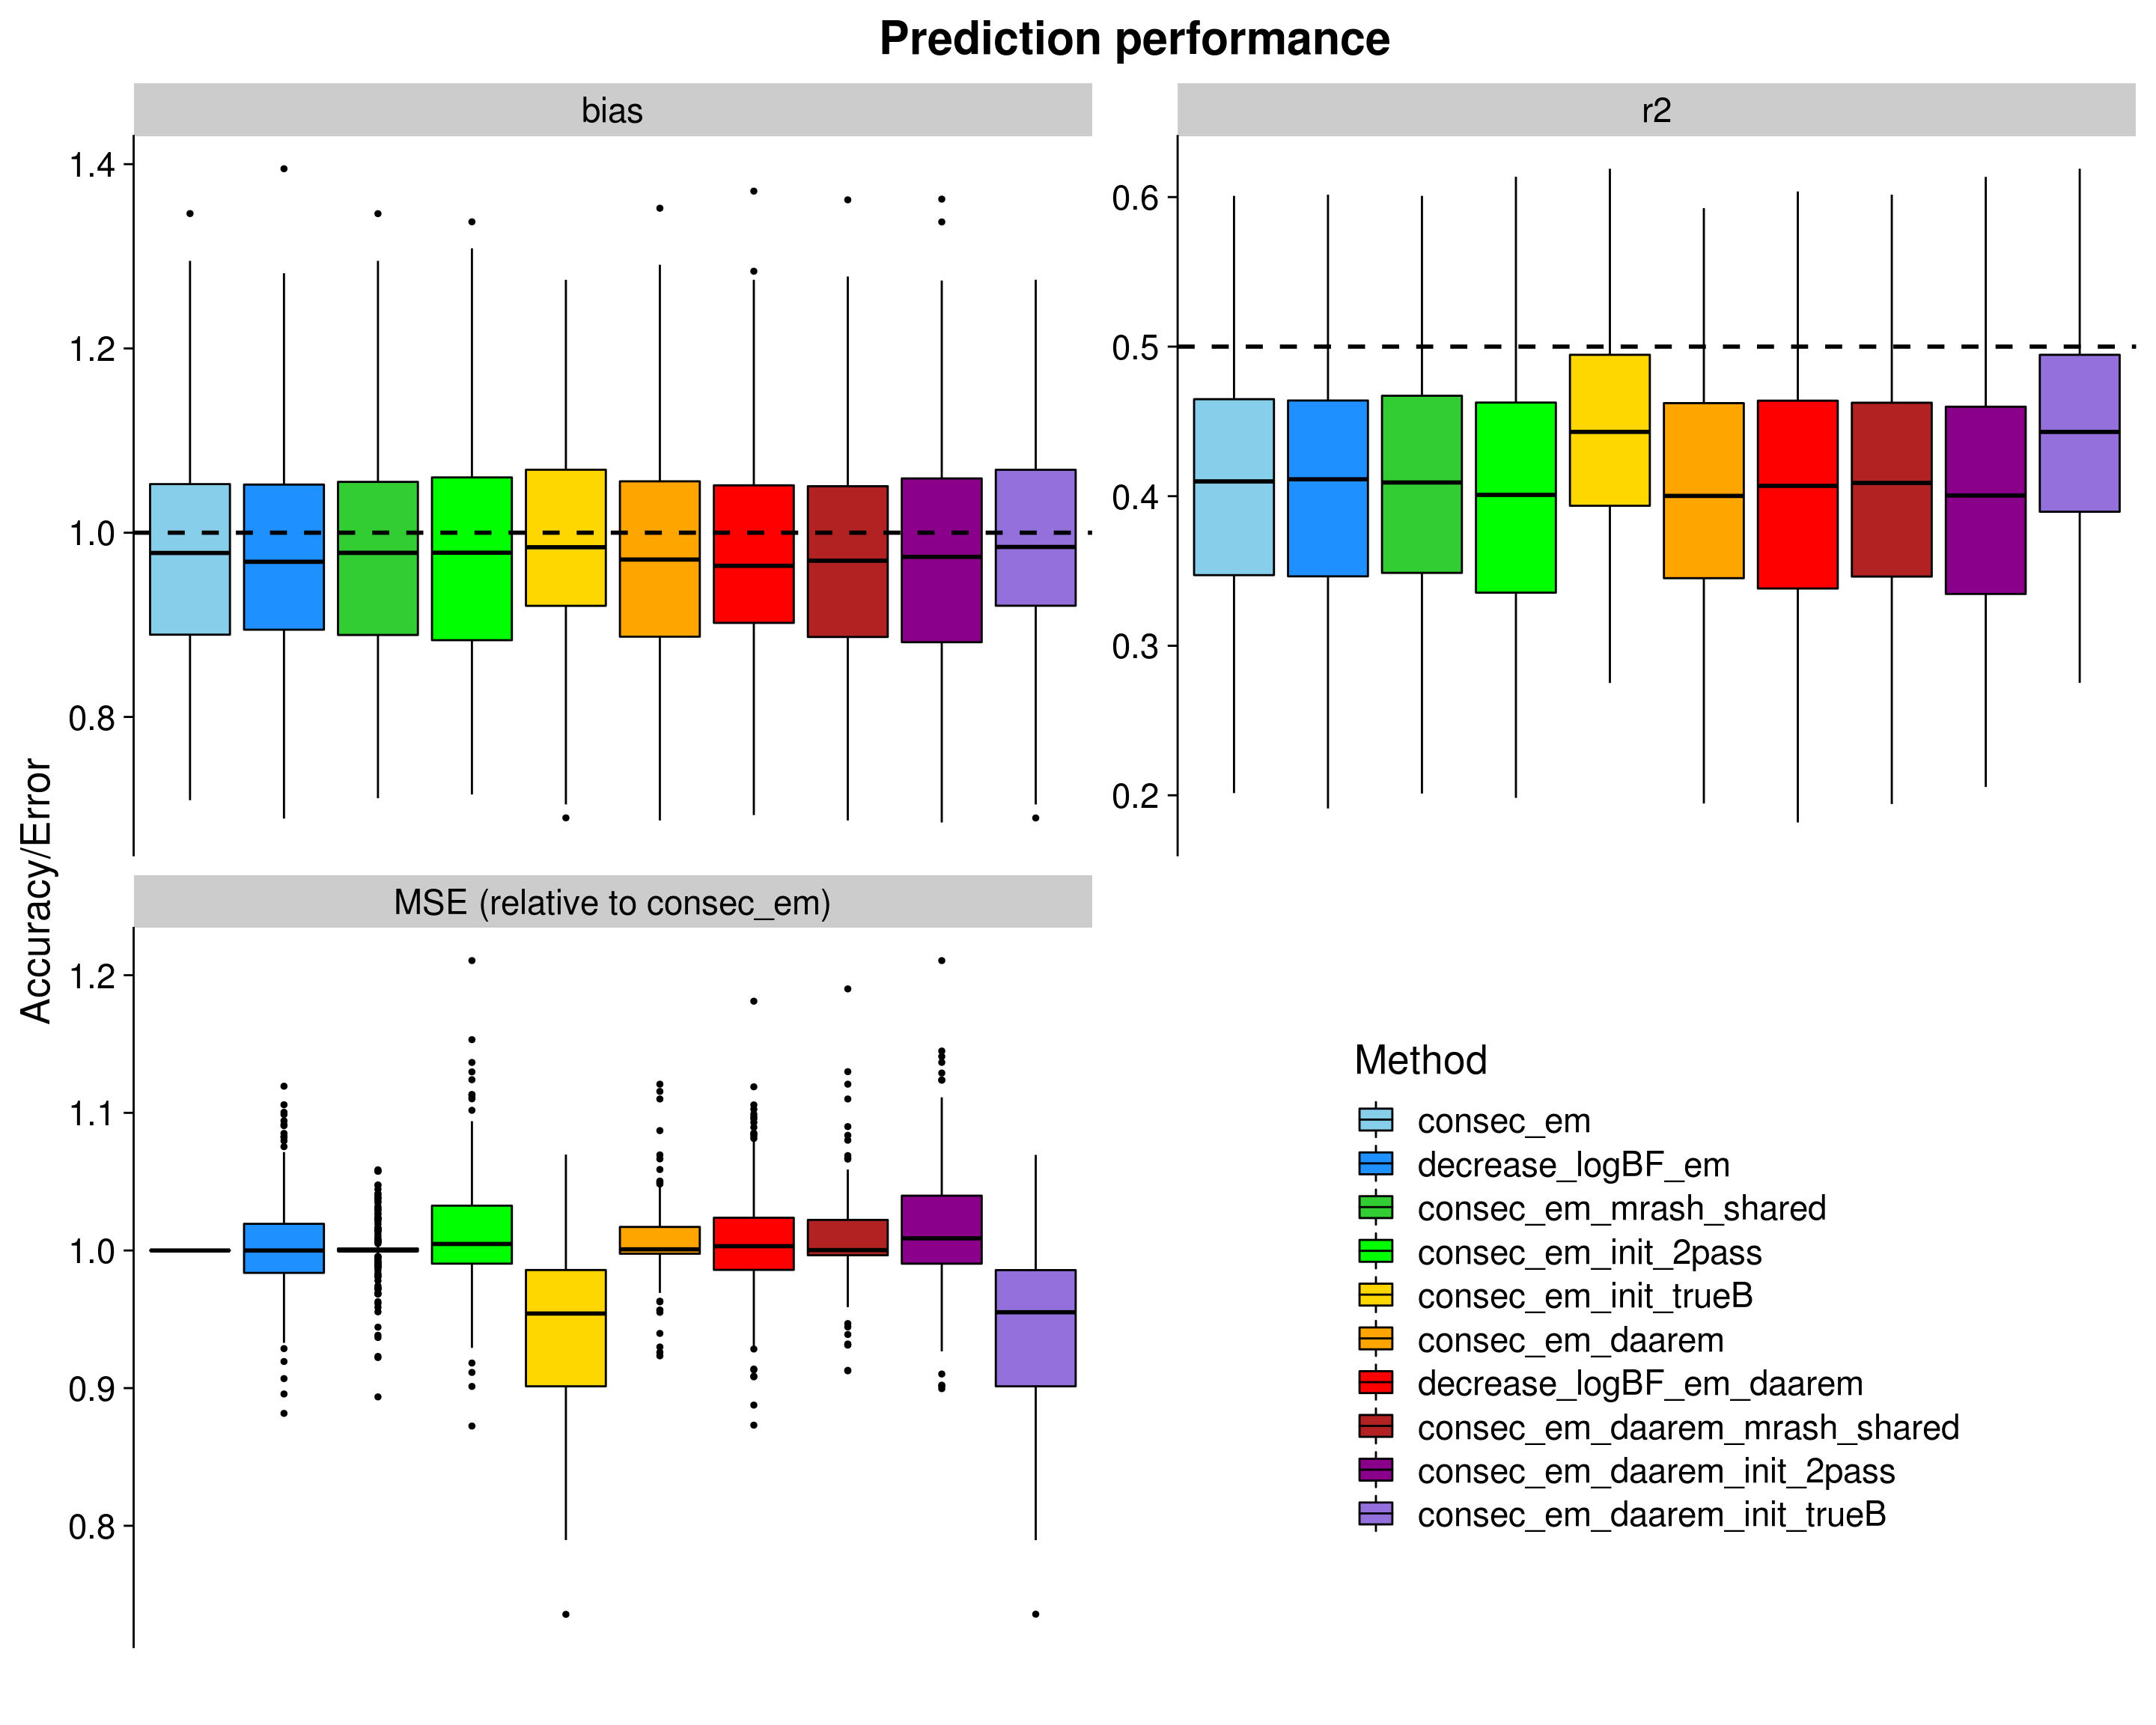 Prediction performance
bias
r2
1.4
1.2
1.0
0.8
0.6
0.5
0.4
0.3
0.2
Accuracy/Error
MSE (relative to consec_em)
1.2
1.1
1.0
0.9
0.8
Method
consec_em
decrease_logBF_em
consec_em_mrash_shared
consec_em_init_2pass
consec_em_init_trueB
consec_em_daarem
decrease_logBF_em_daarem
consec_em_daarem_mrash_shared
consec_em_daarem_init_2pass
consec_em_daarem_init_trueB